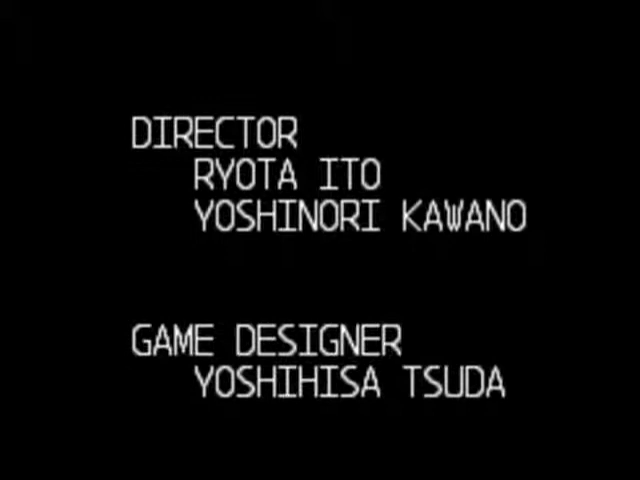 DIRECTOR
RYOTA ITO
YOSHINORI KAWANO
GAME DESIGNER
YOSHIHISA TSUDA